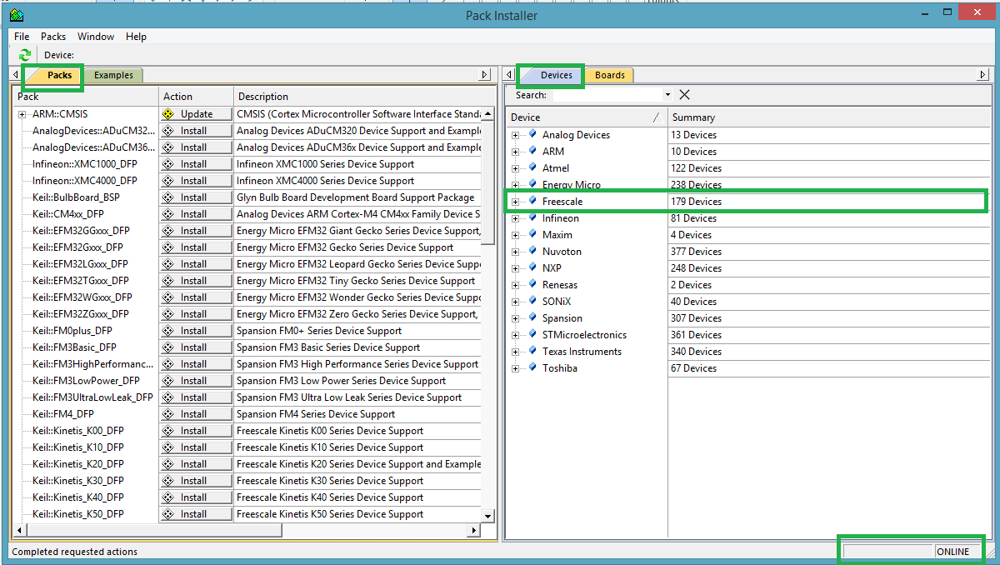 Pack Installer
File Packs Window Help
Device:
Packs Examples
Pack Action Description
ARM::CMSIS Update CMSIS (Cortex Microcontroller Software Interface Standa
AnalogDevices::ADuCM32... Install Analog Devices ADuCM320 Device Support and Example
AnalogDevices::ADuCM36... Install Analog Devices ADuCM36x Device Support and Example
Infineon::XMC1000_DFP Install Infineon XMC1000 Series Device Support
Infineon::XMC4000_DFP Install Infineon XMC4000 Series Device Support
Keil::BulbBoard_BSP Install Glyn Bulb Board Development Board Support Package
Keil::CM4xx_DFP Install Analog Devices ARM Cortex-M4 CM4xx Family Device S
Keil::EFM32GGxxx_DFP Install Energy Micro EFM32 Giant Gecko Series Device Support,
Keil::EFM32Gxxx_DFP Install Energy Micro EFM32 Gecko Series Device Support
Keil::EFM32LGxxx_DFP Install Energy Micro EFM32 Leopard Gecko Series Device Suppo
Keil::EFM32TGxxx_DFP Install Energy Micro EFM32 Tiny Gecko Series Device Support
Keil::EFM32WGxxx_DFP Install Energy Micro EFM32 Wonder Gecko Series Device Suppo
Keil::EFM32ZGxxx_DFP Install Energy Micro EFM32 Zero Gecko Series Device Support,
Keil::FM0plus_DFP Install Spansion FM0+ Series Device Support
Keil::FM3Basic_DFP Install Spansion FM3 Basic Series Device Support
Keil::FM3HighPerformanc... Install Spansion FM3 High Performance Series Device Support
Keil::FM3LowPower_DFP Install Spansion FM3 Low Power Series Device Support
Keil::FM3UltraLowLeak_DFP Install Spansion FM3 Ultra Low Leak Series Device Support
Keil::FM4_DFP Install Spansion FM4 Series Device Support
Keil::Kinetis_K00_DFP Install Freescale Kinetis K00 Series Device Support
Keil::Kinetis_K10_DFP Install Freescale Kinetis K10 Series Device Support
Keil::Kinetis_K20_DFP Install Freescale Kinetis K20 Series Device Support and Example
Keil::Kinetis_K30_DFP Install Freescale Kinetis K30 Series Device Support
Keil::Kinetis_K40_DFP Install Freescale Kinetis K40 Series Device Support
Keil::Kinetis_K50_DFP Install Freescale Kinetis K50 Series Device Support
Devices Boards
Search:
Device Summary
Analog Devices 13 Devices
ARM 10 Devices
Atmel 122 Devices
Energy Micro 238 Devices
Freescale 179 Devices
Infineon 81 Devices
Maxim 4 Devices
Nuvoton 377 Devices
NXP 248 Devices
Renesas 2 Devices
SONiX 40 Devices
Spansion 307 Devices
STMicroelectronics 361 Devices
Texas Instruments 340 Devices
Toshiba 67 Devices
Completed requested actions ONLINE